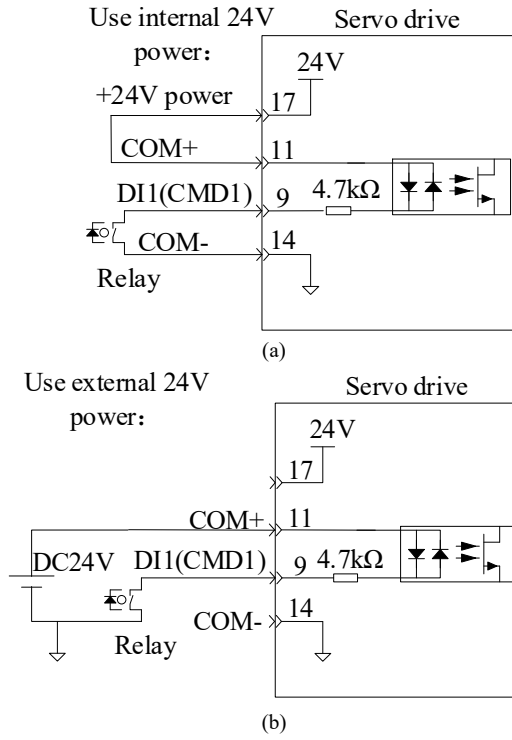 Use internal 24V
power：
Servo drive
24V
+24V power
17
COM+
11
DI1(CMD1)
9
4.7kΩ
COM-
14
Relay
(a)
Use external 24V
power：
Servo drive
24V
17
COM+
11
DC24V
DI1(CMD1)
9
4.7kΩ
14
COM-
Relay
(b)